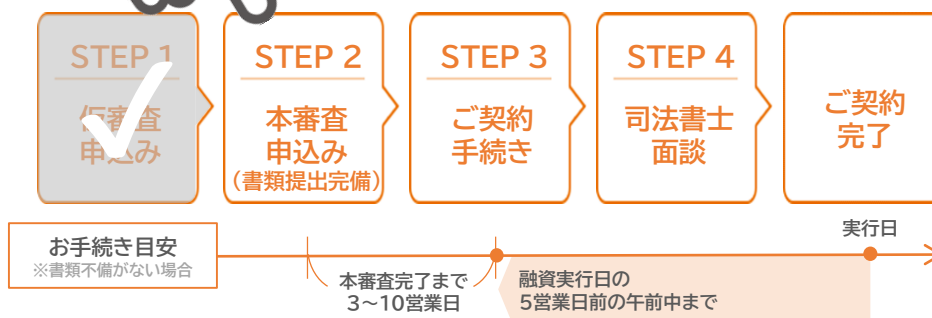 STEP 1
仮審査
申込み
STEP 2
本審査
申込み
（書類提出完備）
STEP 3
ご契約
手続き
STEP 4
司法書士
面談
ご契約
完了
お手続き目安
※書類不備がない場合
本審査完了まで
3～10営業日
融資実行日の
5営業日前の午前中まで
実行日